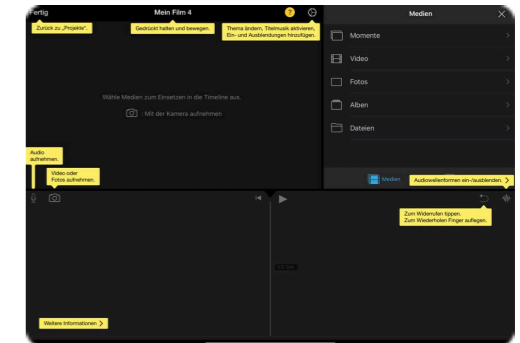 Fertig
Mein Film 4
?
Medien
Zurück zu „Projekte“.
Gedrückt halten und bewegen.
Thema ändern, Titelmusik aktivieren,
Ein- und Ausblendungen hinzufügen.
Momente
Video
Fotos
Alben
Dateien
Wähle Medien zum Einsetzen in die Timeline aus.
: Mit der Kamera aufnehmen
Audio
aufnehmen.
Video oder
Fotos aufnehmen.
Medien
Audiowellenformen ein-/ausblenden.
Zum Widerrufen tippen.
Zum Wiederholen Finger auflegen.
Weitere Informationen